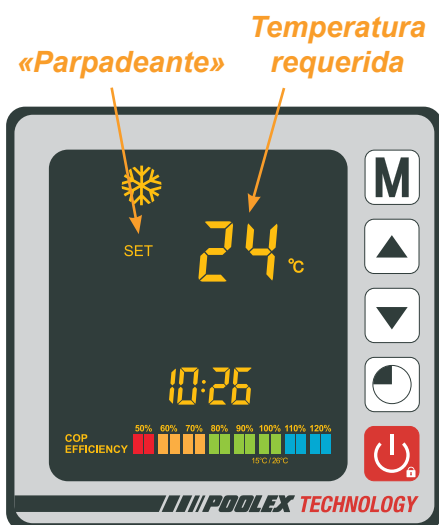 Temperatura
«Parpadeante» requerida
M
SET 24 °C
10:26
50% 60% 70% 80% 90% 100% 110% 120%
COP
EFFICIENCY
15°C / 26°C
POOLEX TECHNOLOGY